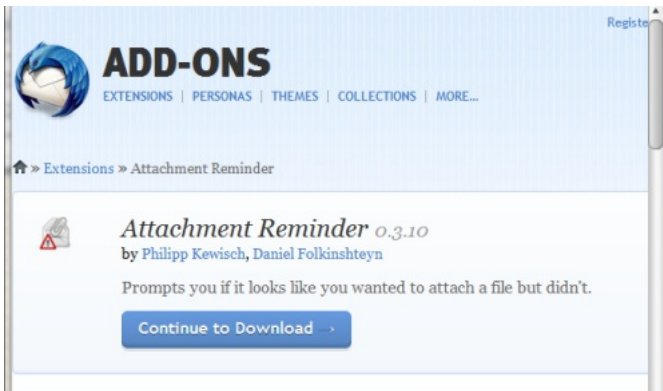 Registe
ADD-ONS
EXTENSIONS | PERSONAS | THEMES | COLLECTIONS | MORE...
» Extensions » Attachment Reminder
Attachment Reminder 0.3.10
by Philipp Kewisch, Daniel Folkinshteyn
Prompts you if it looks like you wanted to attach a file but didn't.
Continue to Download →